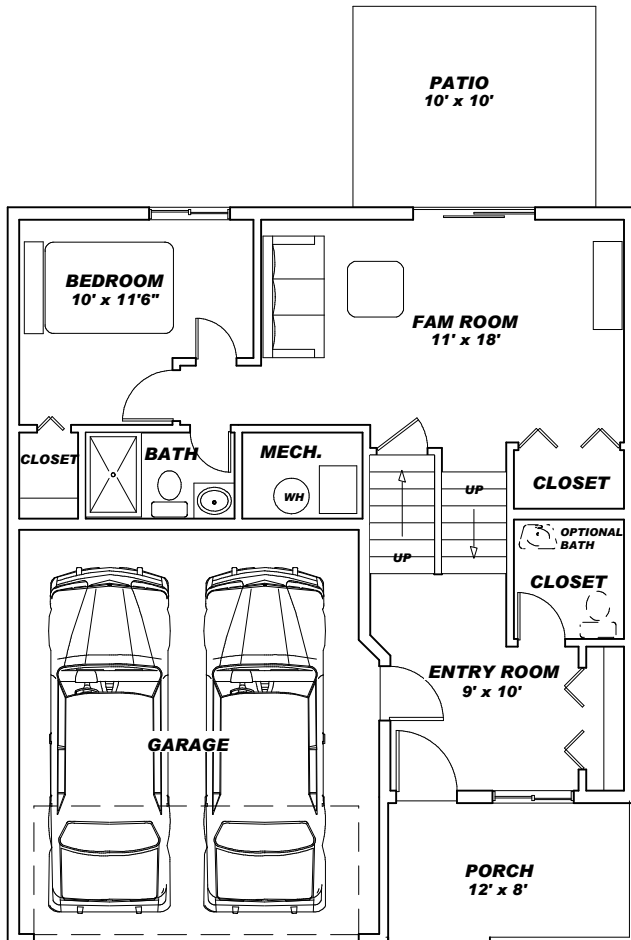 PATIO
10' x 10'
BEDROOM
10' x 11'6"
FAM ROOM
11' x 18'
CLOSET
BATH
MECH.
WH
UP
CLOSET
UP
OPTIONAL
BATH
CLOSET
ENTRY ROOM
9' x 10'
GARAGE
PORCH
12' x 8'